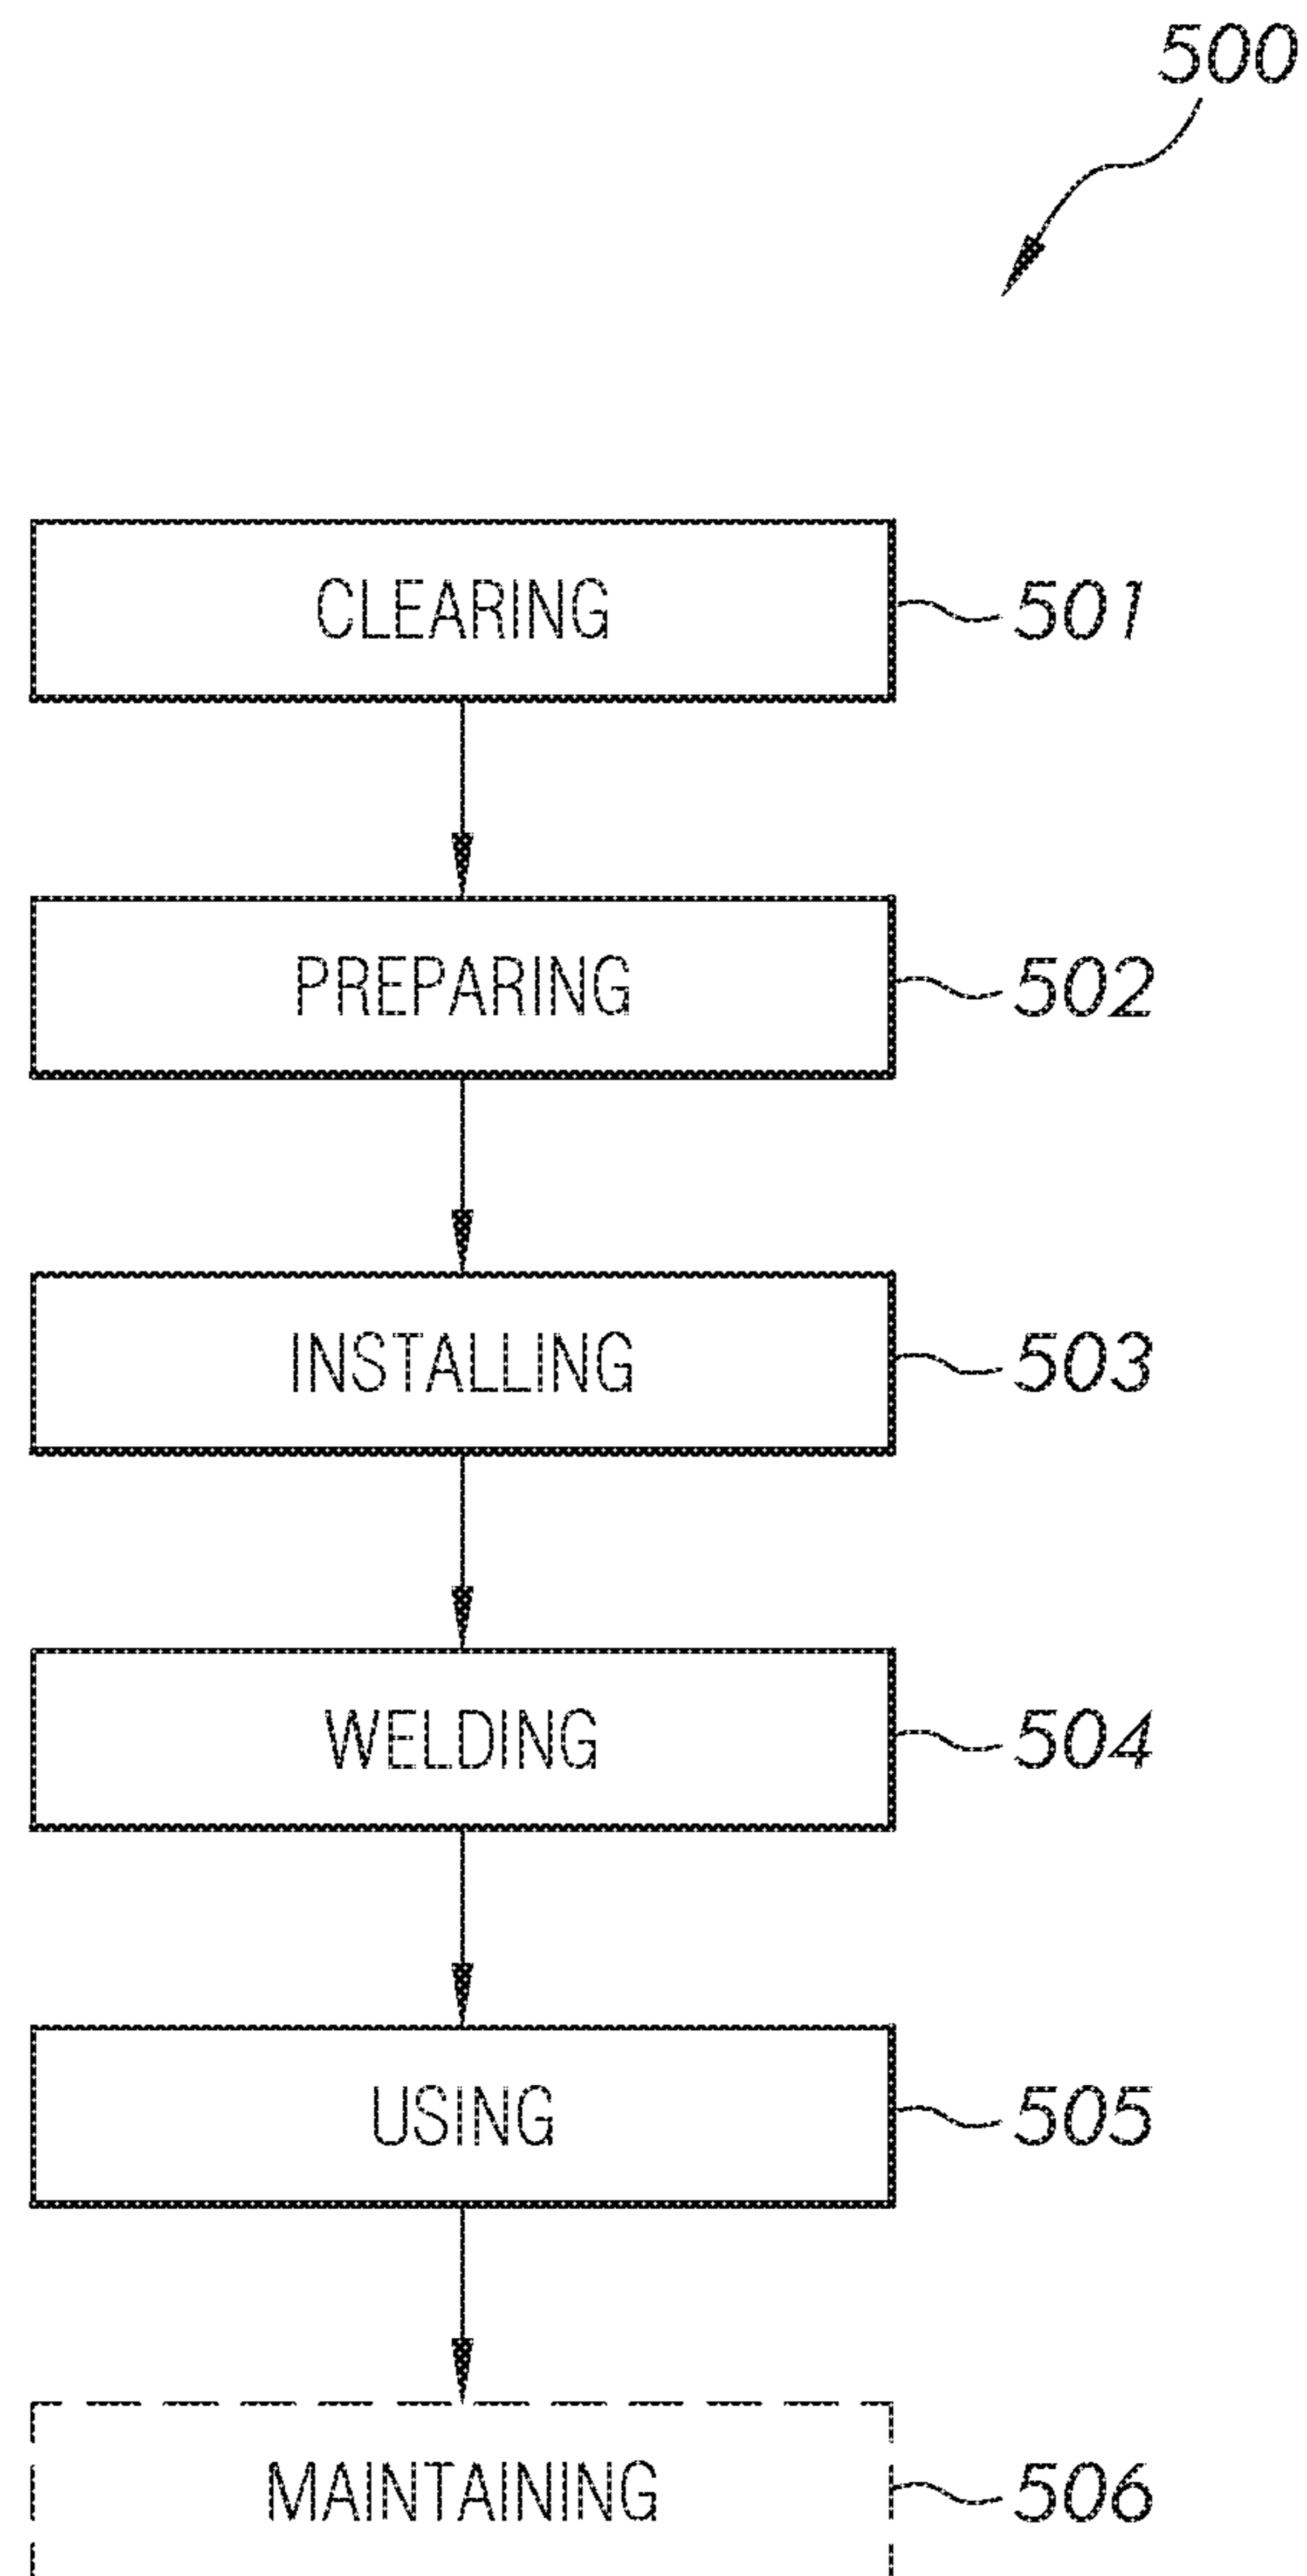 500
CLEARING 501
PREPARING 502
INSTALLING 503
WELDING 504
USING 505
MAINTAINING 506